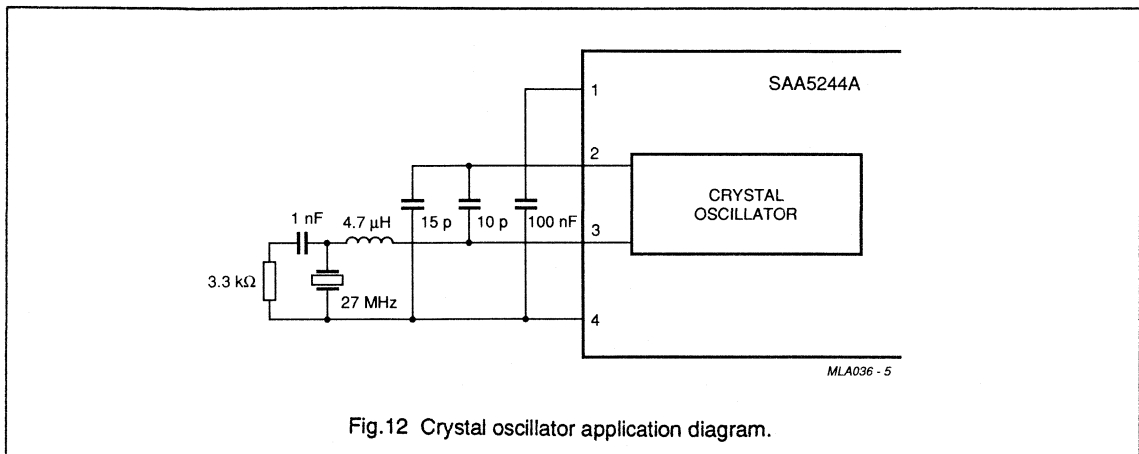 SAA5244A
1
2
CRYSTAL
OSCILLATOR
15 p
10 p
100 nF
1 nF
4.7 µH
3
3.3 kΩ
27 MHz
4
MLA036 - 5
Fig.12 Crystal oscillator application diagram.